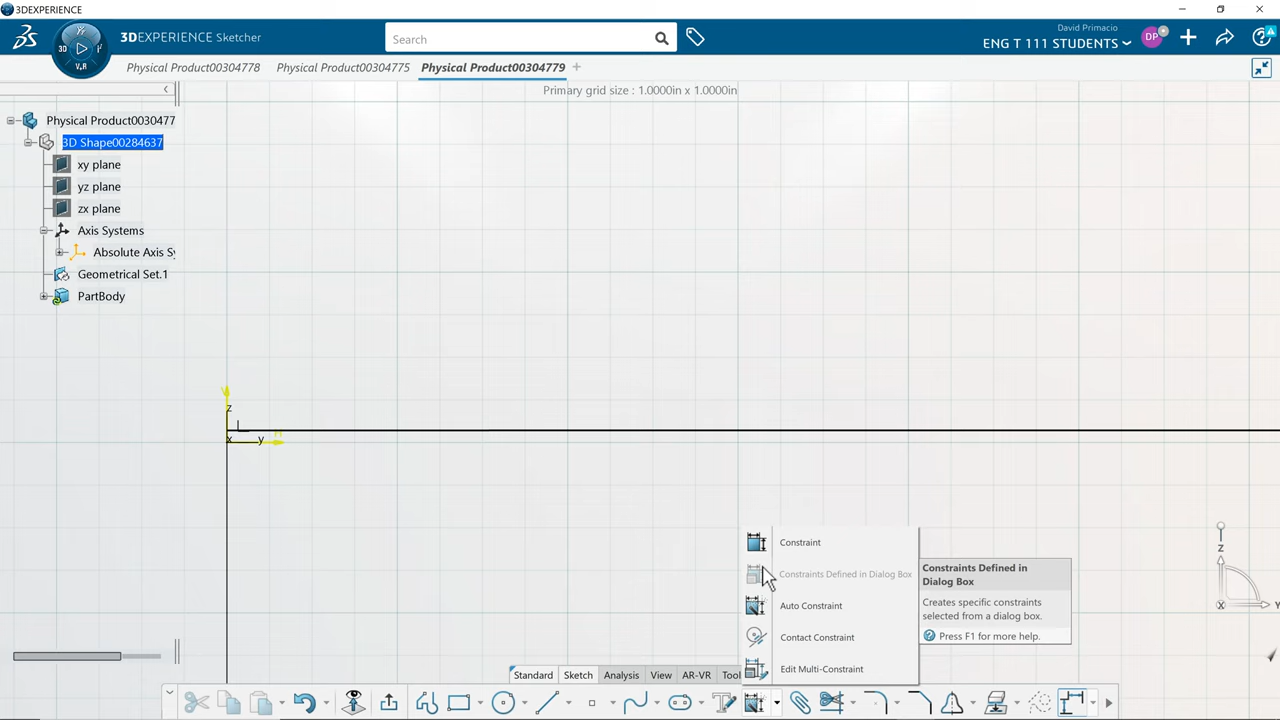 3DEXPERIENCE
3DEXPERIENCE Sketcher
Search
David Primacio
ENG T 111 STUDENTS
DP
3D
V.R
Physical Product00304778
Physical Product00304775
Physical Product00304779
Primary grid size : 1.0000in x 1.0000in
Physical Product0030477
3D Shape00284637
xy plane
yz plane
zx plane
Axis Systems
Absolute Axis Sy
Geometrical Set.1
PartBody
z
x
y
Constraint
Constraints Defined in Dialog Box
Auto Constraint
Contact Constraint
Edit Multi-Constraint
Constraints Defined in
Dialog Box
Creates specific constraints
selected from a dialog box.
Press F1 for more help.
Z
X
Y
Standard
Sketch
Analysis
View
AR-VR
Tool